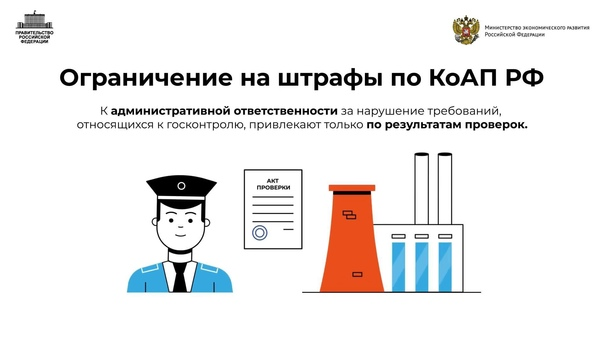 ПРАВИТЕЛЬСТВО
РОССИЙСКОЙ
ФЕДЕРАЦИИ
Министерство экономического развития
Российской Федерации
Ограничение на штрафы по КоАП РФ
К административной ответственности за нарушение требований,
относящихся к госконтролю, привлекают только по результатам проверок.
АКТ
ПРОВЕРКИ